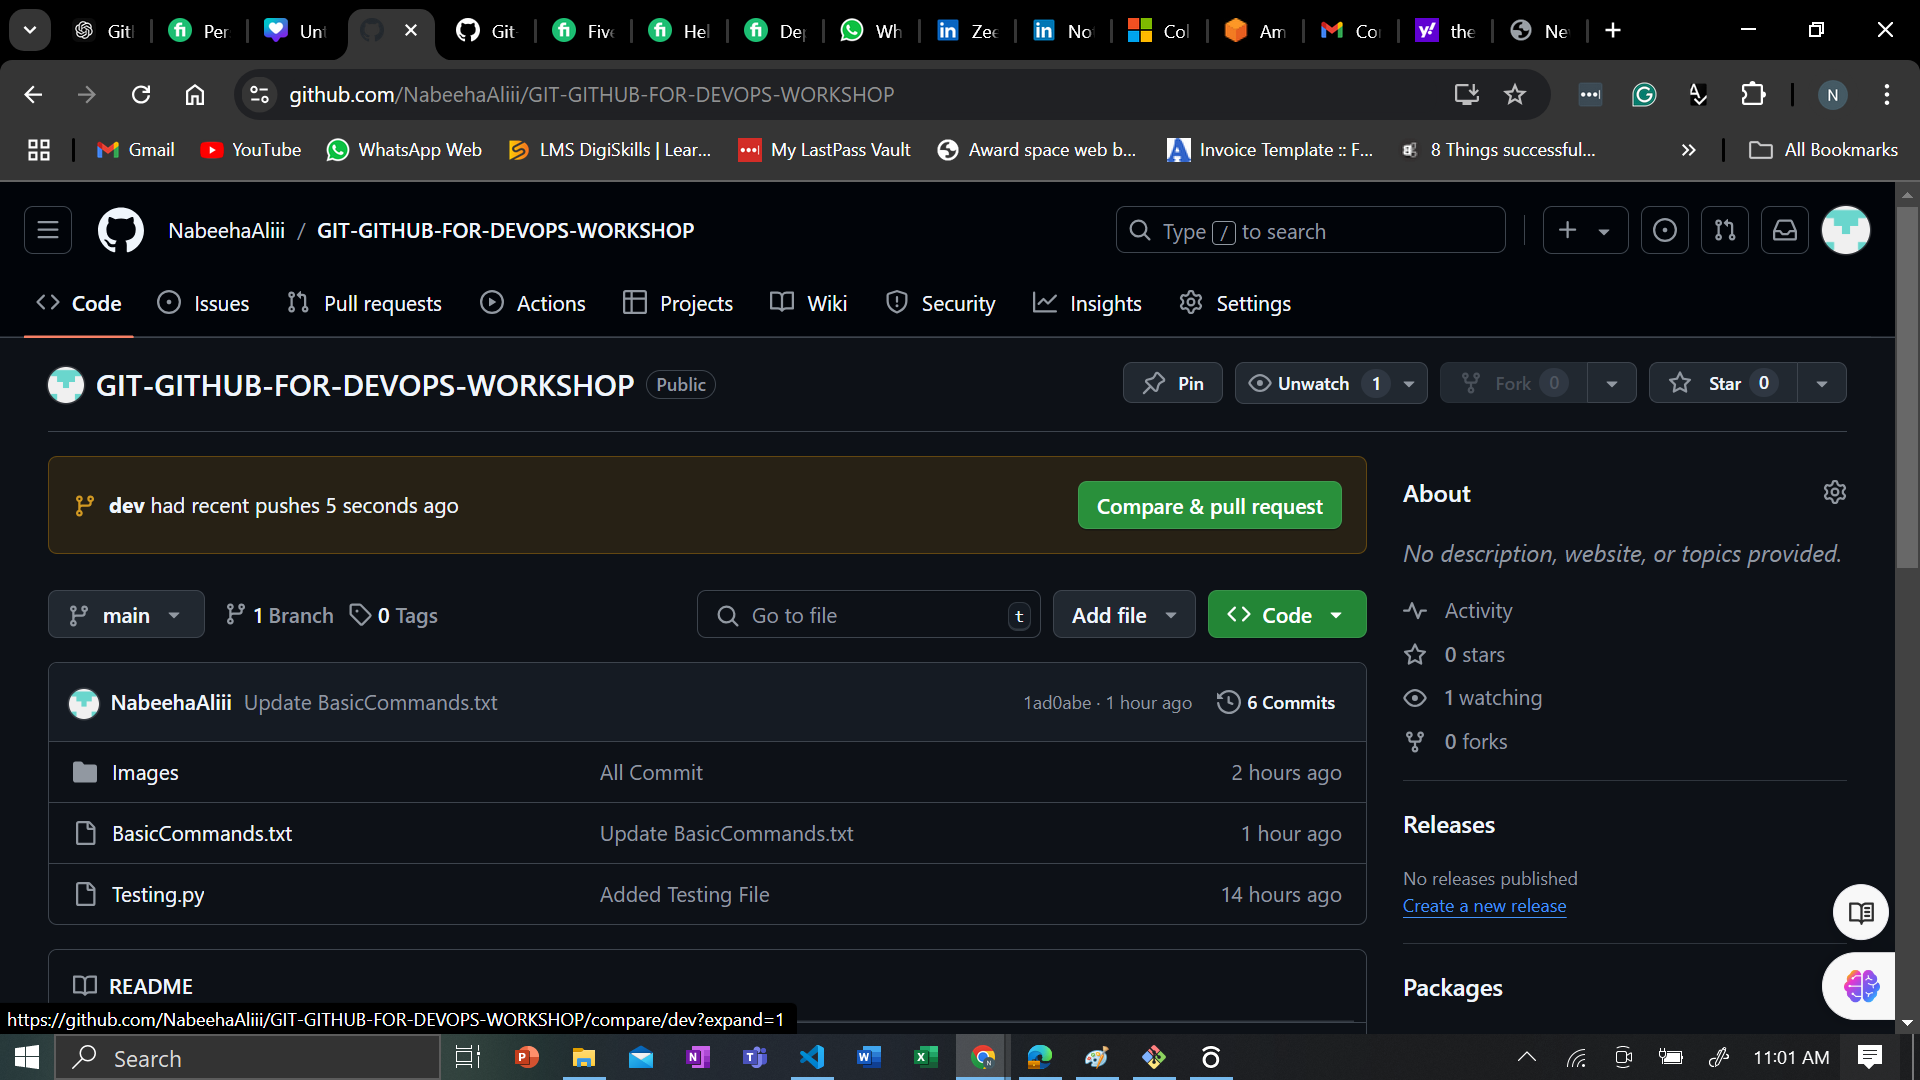 Gitl
Per
Unt
Git-
Five
Hel
Dep
Wh
Zee
Not
Col
Am
Cor
the
Nev
github.com/NabeehaAliii/GIT-GITHUB-FOR-DEVOPS-WORKSHOP
N
Gmail
YouTube
WhatsApp Web
LMS DigiSkills | Lear...
My LastPass Vault
Award space web b...
Invoice Template :: F...
8 Things successful...
All Bookmarks
NabeehaAliii / GIT-GITHUB-FOR-DEVOPS-WORKSHOP
Type / to search
Code
Issues
Pull requests
Actions
Projects
Wiki
Security
Insights
Settings
GIT-GITHUB-FOR-DEVOPS-WORKSHOP Public
Pin
Unwatch 1
Fork 0
Star 0
dev had recent pushes 5 seconds ago
Compare & pull request
About
No description, website, or topics provided.
main
1 Branch
0 Tags
Go to file t
Add file
Code
Activity
0 stars
1 watching
0 forks
NabeehaAliii Update BasicCommands.txt 1ad0abe · 1 hour ago 6 Commits
Images All Commit 2 hours ago
BasicCommands.txt Update BasicCommands.txt 1 hour ago
Testing.py Added Testing File 14 hours ago
Releases
No releases published
Create a new release
README
Packages
https://github.com/NabeehaAliii/GIT-GITHUB-FOR-DEVOPS-WORKSHOP/compare/dev?expand=1
Search
11:01 AM